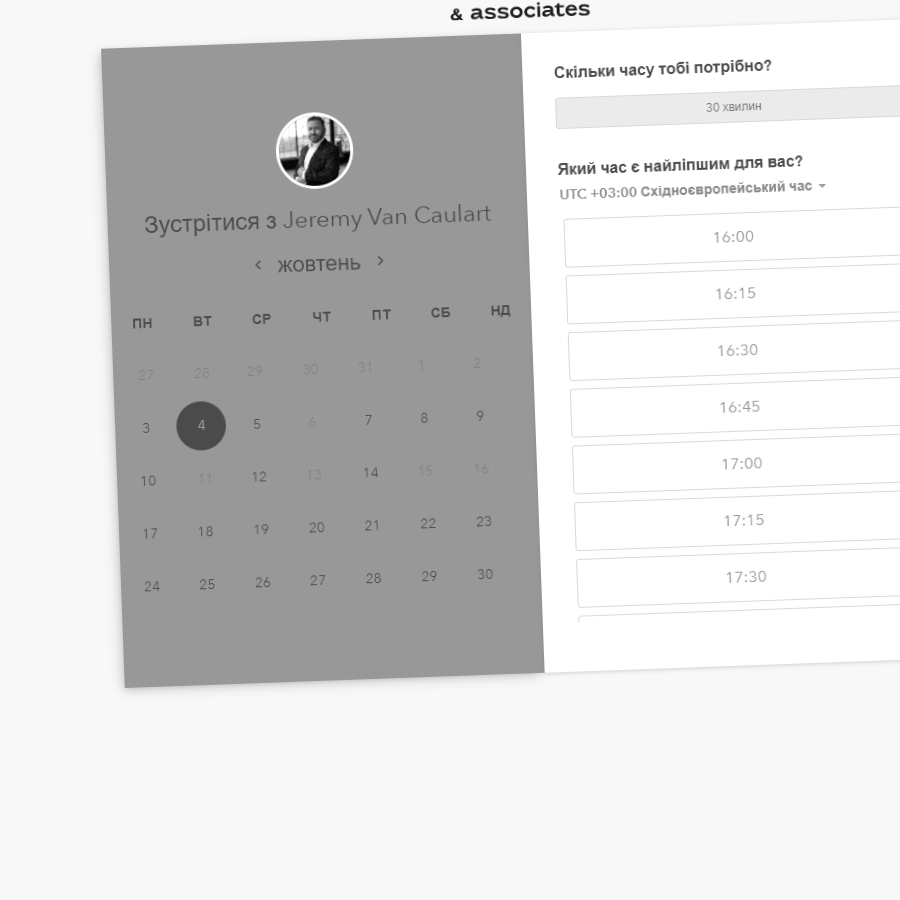 & associates
Зустрітися з Jeremy Van Caulart
жовтень
ПН ВТ СР ЧТ ПТ СБ НД
27 28 29 30 31 1 2
3 4 5 6 7 8 9
10 11 12 13 14 15 16
17 18 19 20 21 22 23
24 25 26 27 28 29 30
Скільки часу тобі потрібно?
30 хвилин
Який час є найліпшим для вас?
UTC +03:00 Східноєвропейський час
16:00
16:15
16:30
16:45
17:00
17:15
17:30